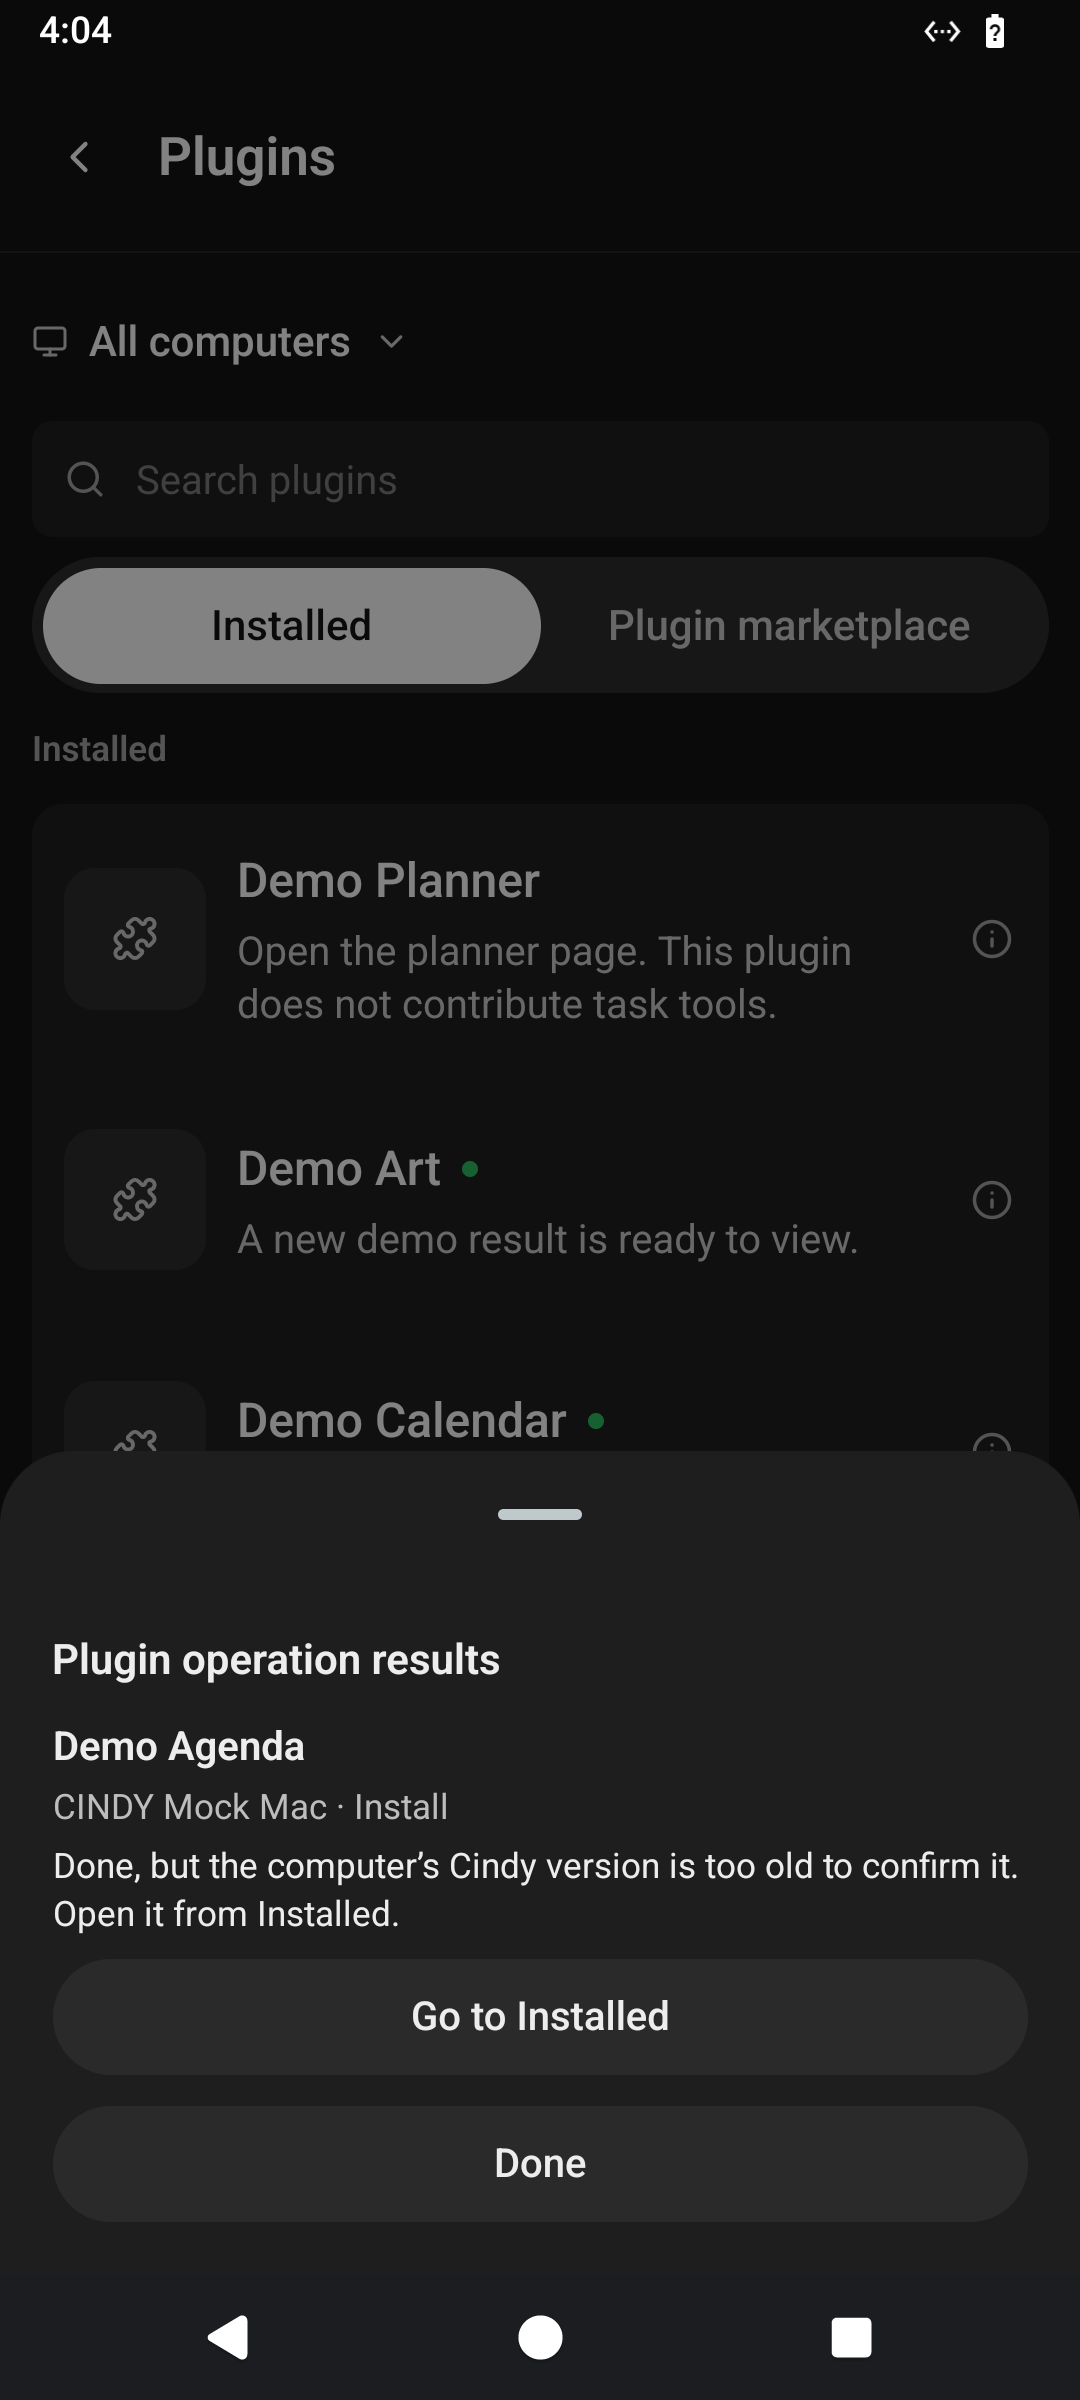 4:04
Plugins
All computers
Search plugins
Installed
Plugin marketplace
Installed
Demo Planner
Open the planner page. This plugin
does not contribute task tools.
Demo Art
A new demo result is ready to view.
Demo Calendar
Plugin operation results
Demo Agenda
CINDY Mock Mac · Install
Done, but the computer’s Cindy version is too old to confirm it.
Open it from Installed.
Go to Installed
Done